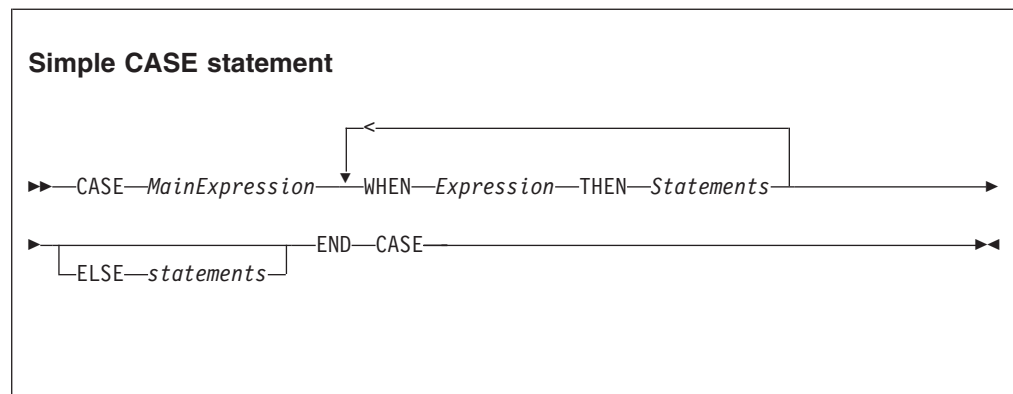 Simple CASE statement
<
CASE MainExpression WHEN Expression THEN Statements
END CASE
ELSE statements